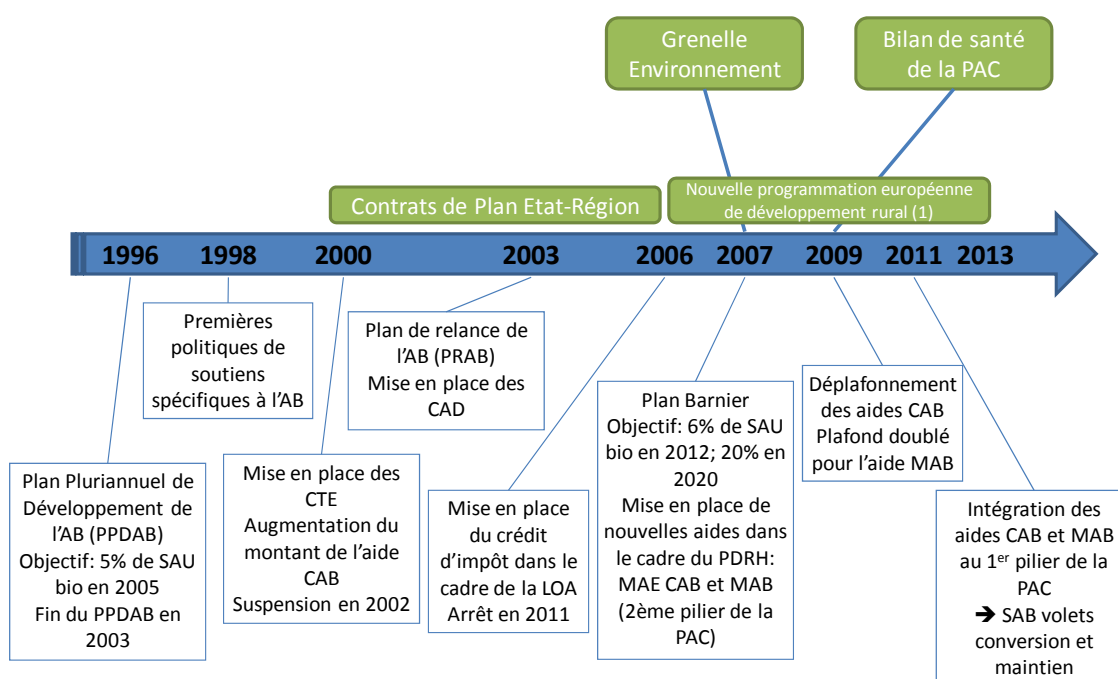 Grenelle
Environnement
Bilan de santé
de la PAC
Contrats de Plan Etat-Région
Nouvelle programmation européenne
de développement rural (1)
1996 1998 2000 2003 2006 2007 2009 2011 2013
Plan Pluriannuel de
Développement de
l'AB (PPDAB)
Objectif: 5% de SAU
bio en 2005
Fin du PPDAB en
2003
Premières
politiques de
soutiens
spécifiques à l'AB
Mise en place des
CTE
Augmentation du
montant de l'aide
CAB
Suspension en 2002
Plan de relance de
l'AB (PRAB)
Mise en place des
CAD
Mise en place
du crédit
d'impôt dans le
cadre de la LOA
Arrêt en 2011
Plan Barnier
Objectif: 6% de SAU
bio en 2012; 20% en
2020
Mise en place de
nouvelles aides dans
le cadre du PDRH:
MAE CAB et MAB
(2ème pilier de la
PAC)
Déplafonnement
des aides CAB
Plafond doublé
pour l'aide MAB
Intégration des
aides CAB et MAB
au 1er pilier de la
PAC
➔ SAB volets
conversion et
maintien